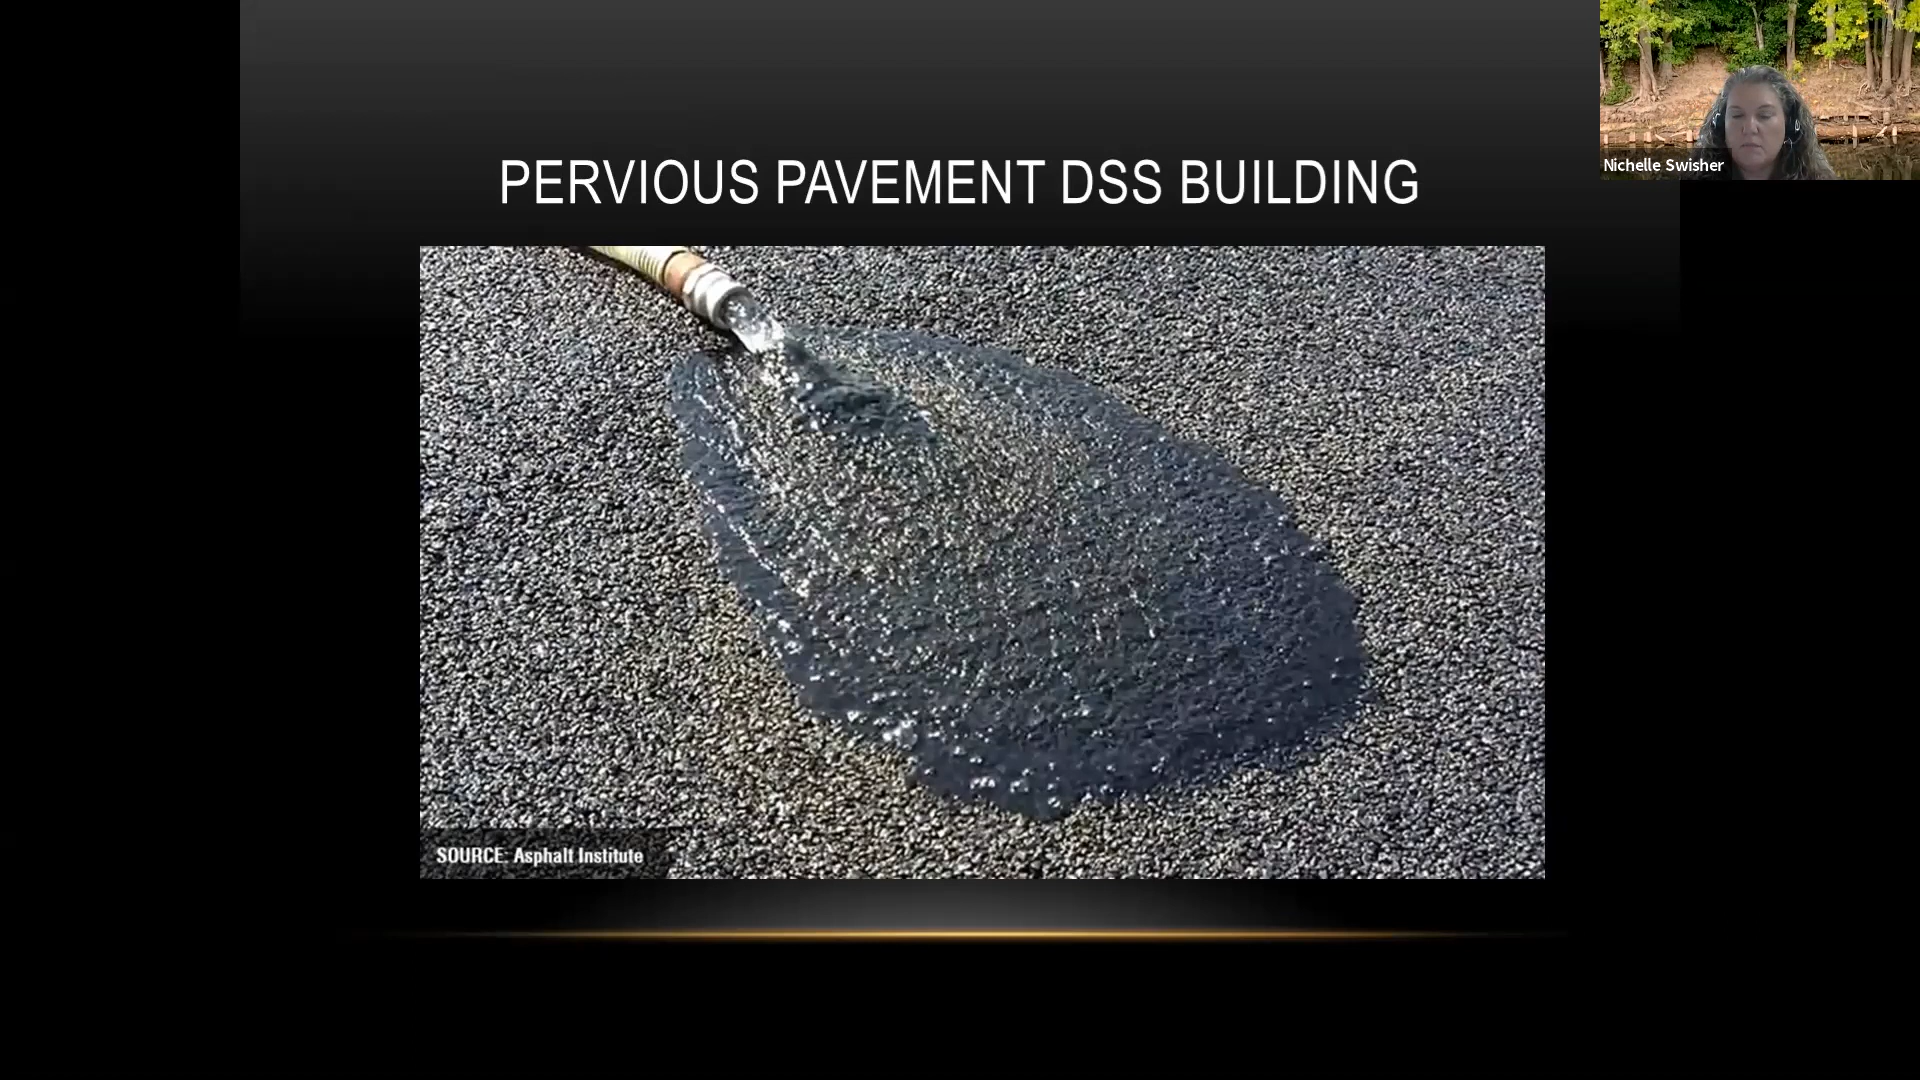 PERVIOUS PAVEMENT DSS BUILDING
Nichelle Swisher
SOURCE: Asphalt Institute